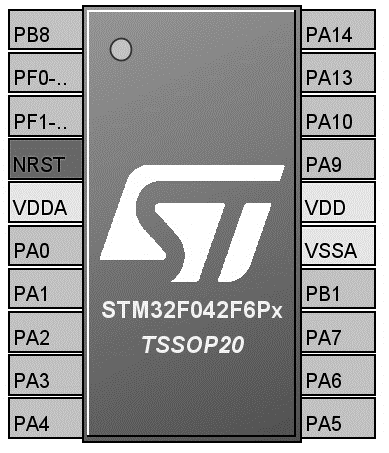 PB8
PF0-..
PF1-..
NRST
VDDA
PA0
PA1
PA2
PA3
PA4
STM32F042F6Px
TSSOP20
PA14
PA13
PA10
PA9
VDD
VSSA
PB1
PA7
PA6
PA5